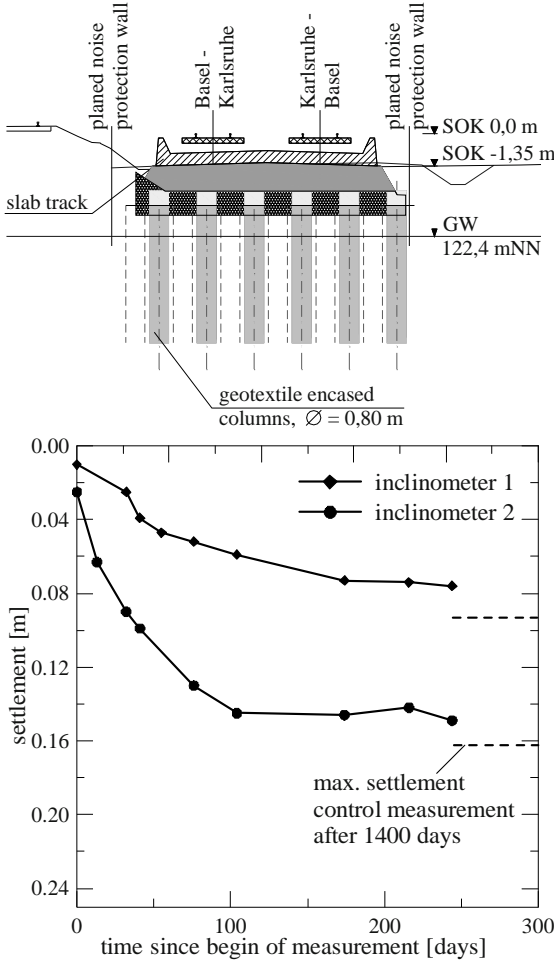 planed noise
protection wall
Basel -
Karlsruhe
Karlsruhe -
Basel
planed noise
protection wall
SOK 0,0 m
SOK -1,35 m
slab track
GW
122,4 mNN
geotextile encased
columns, ∅ = 0,80 m
0.00
0.04
0.08
0.12
0.16
0.20
0.24
settlement [m]
inclinometer 1
inclinometer 2
max. settlement
control measurement
after 1400 days
0
100
200
300
time since begin of measurement [days]